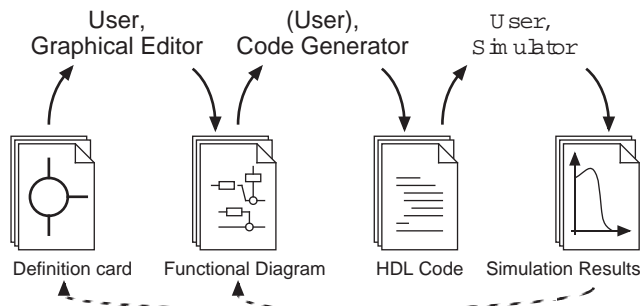 User,
Graphical Editor
(User),
Code Generator
User,
Simulator
Definition card
Functional Diagram
HDL Code
Simulation Results